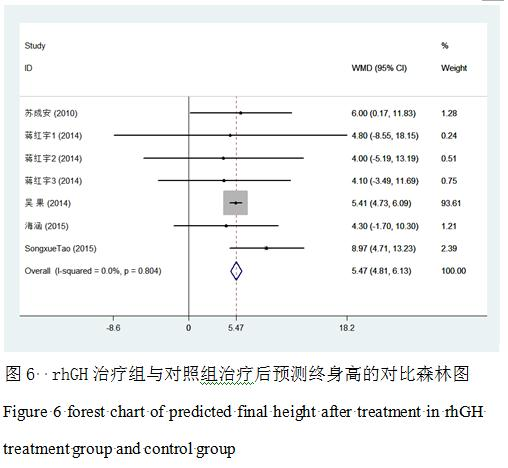 Study %
ID WMD (95% CI) Weight
苏成安 (2010) 6.00 (0.17, 11.83) 1.28
蒋红宇1 (2014) 4.80 (-8.55, 18.15) 0.24
蒋红宇2 (2014) 4.00 (-5.19, 13.19) 0.51
蒋红宇3 (2014) 4.10 (-3.49, 11.69) 0.75
吴 果 (2014) 5.41 (4.73, 6.09) 93.61
海涵 (2015) 4.30 (-1.70, 10.30) 1.21
SongxueTao (2015) 8.97 (4.71, 13.23) 2.39
Overall (I-squared = 0.0%, p = 0.804) 5.47 (4.81, 6.13) 100.00
-8.6 0 5.47 18.2
图 6 rhGH 治疗组与对照组治疗后预测终身高的对比森林图
Figure 6 forest chart of predicted final height after treatment in rhGH
treatment group and control group